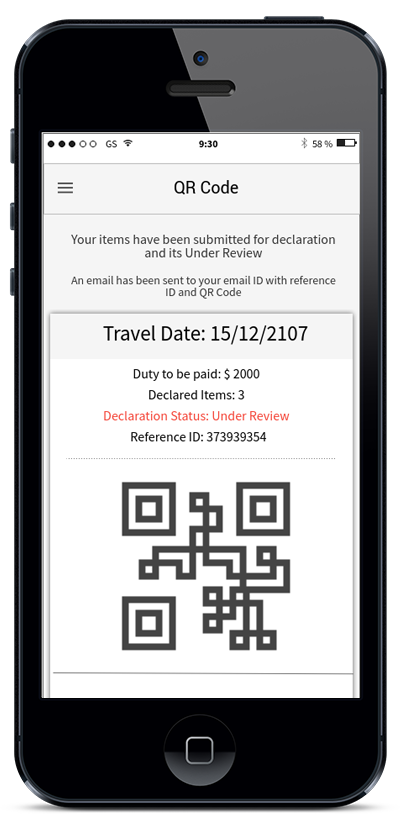 GS
9:30
58 %
QR Code
Your items have been submitted for declaration
and its Under Review
An email has been sent to your email ID with reference
ID and QR Code
Travel Date: 15/12/2107
Duty to be paid: $ 2000
Declared Items: 3
Declaration Status: Under Review
Reference ID: 373939354